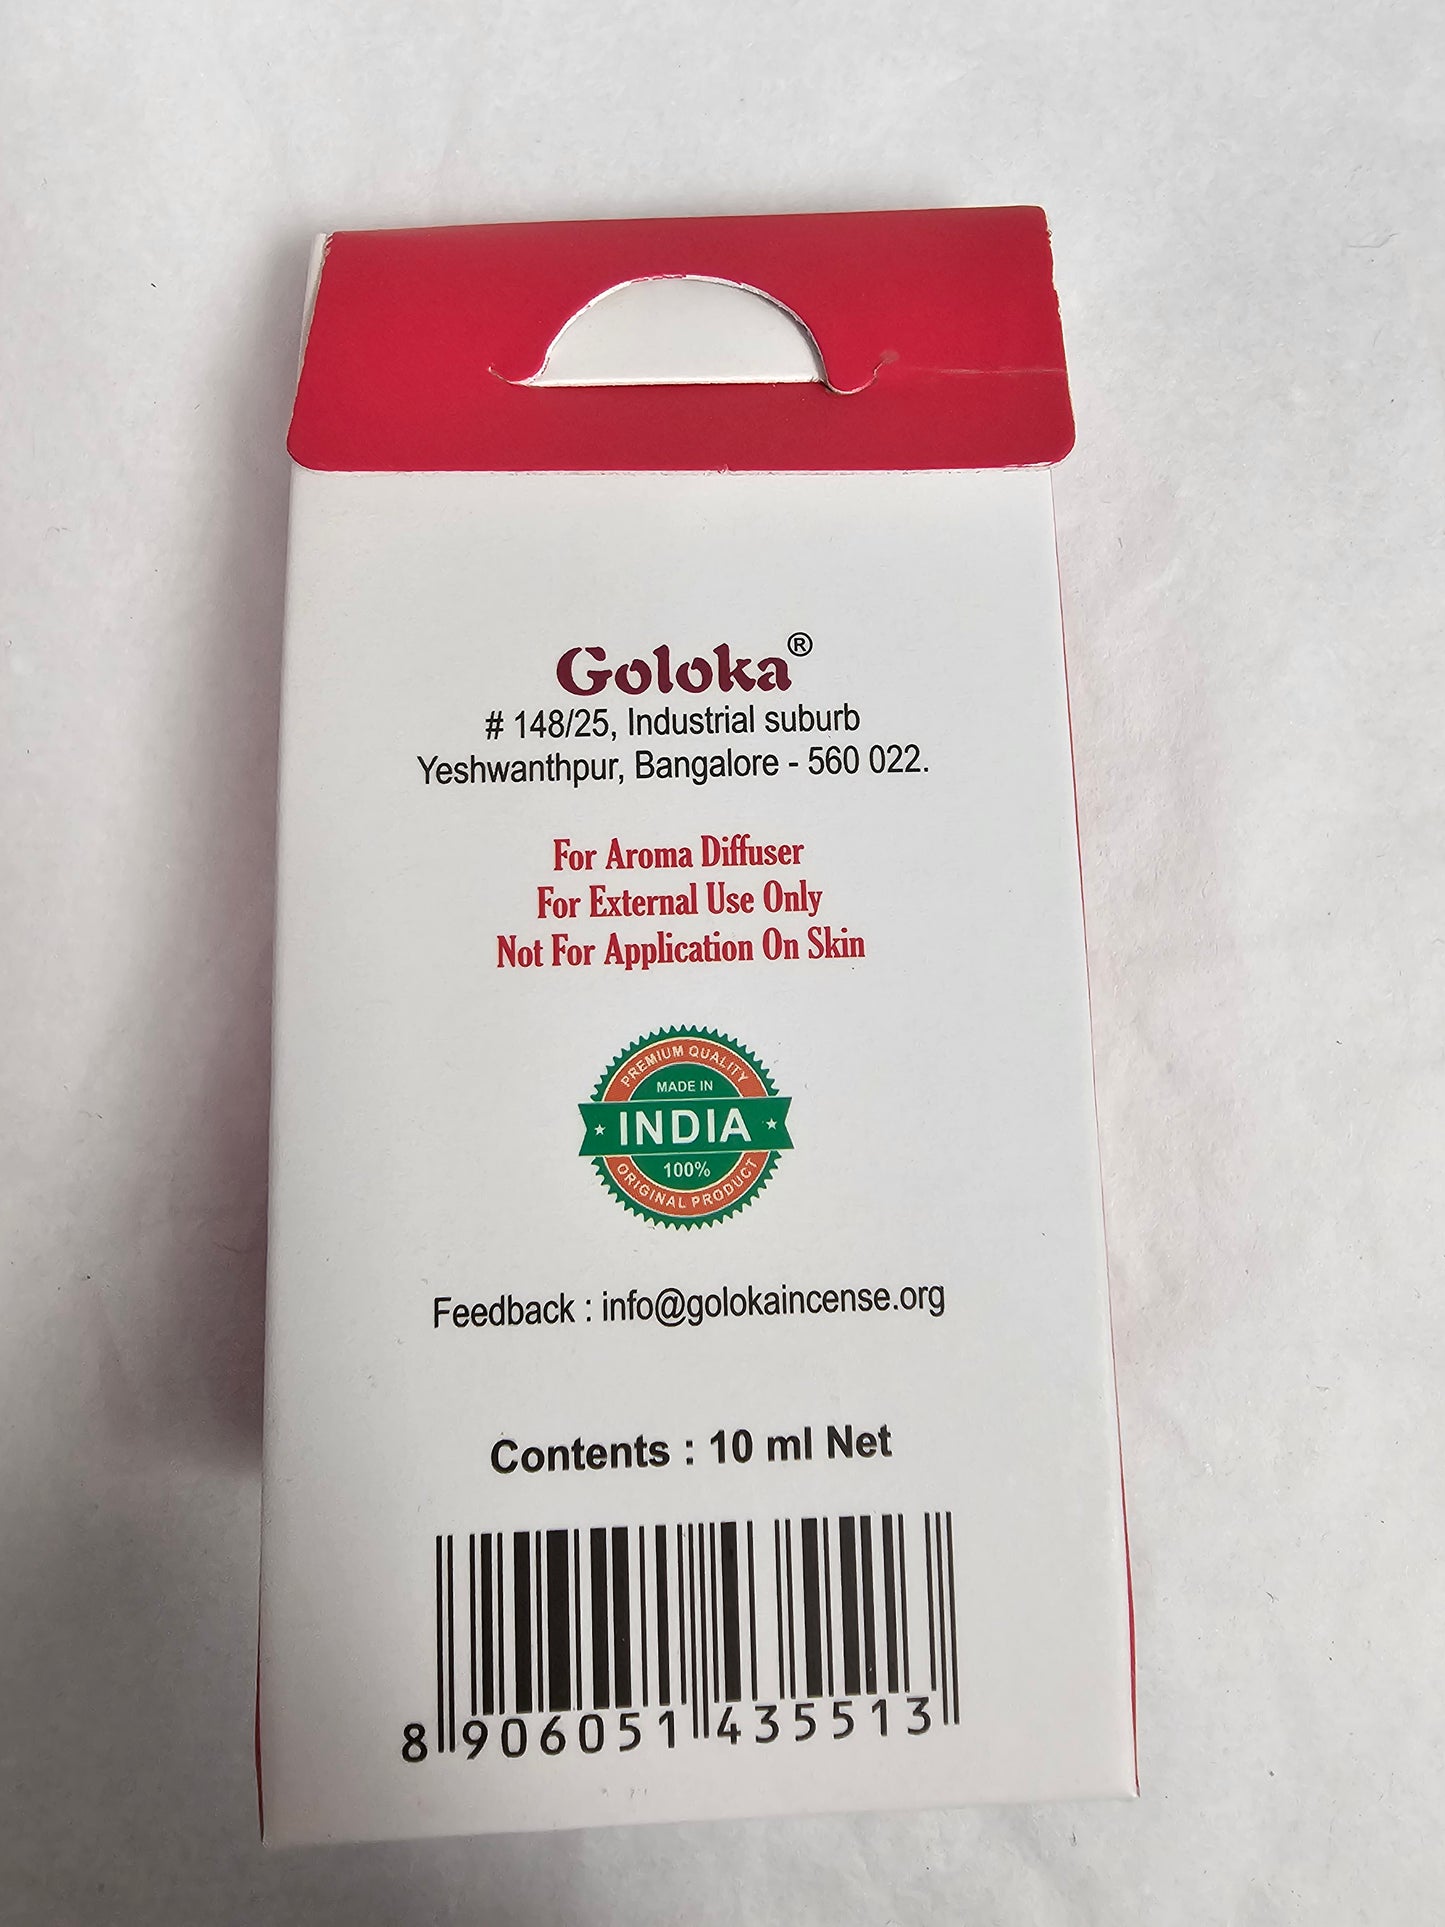 Goloka®
# 148/25, Industrial suburb
Yeshwanthpur, Bangalore - 560 022.
For Aroma Diffuser
For External Use Only
Not For Application On Skin
PREMIUM QUALITY
MADE IN
INDIA
100%
ORIGINAL PRODUCT
Feedback : info@golokaincense.org
Contents : 10 ml Net
8 906051 435513